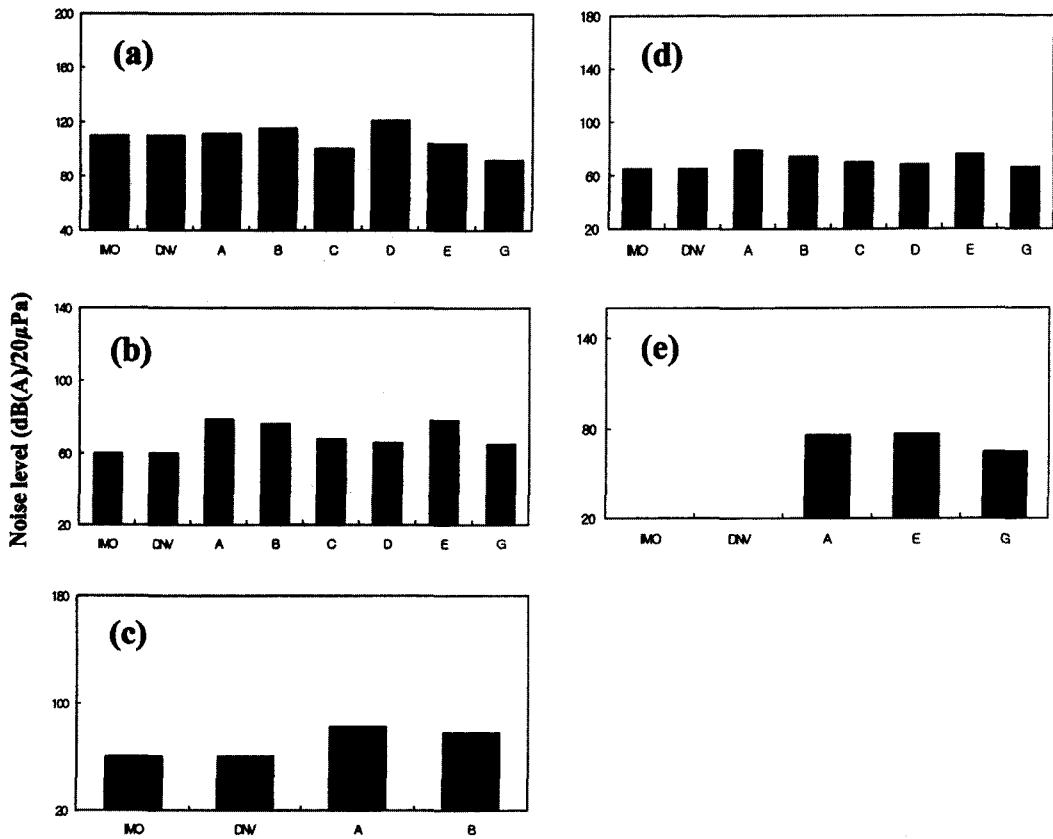 Noise level (dB(A)/20μPa)
(a)
200
160
120
80
40
IMO DNV A B C D E G
(b)
140
100
60
20
IMO DNV A B C D E G
(c)
180
100
20
IMO DNV A B
(d)
180
140
100
60
20
IMO DNV A B C D E G
(e)
140
80
20
IMO DNV A E G